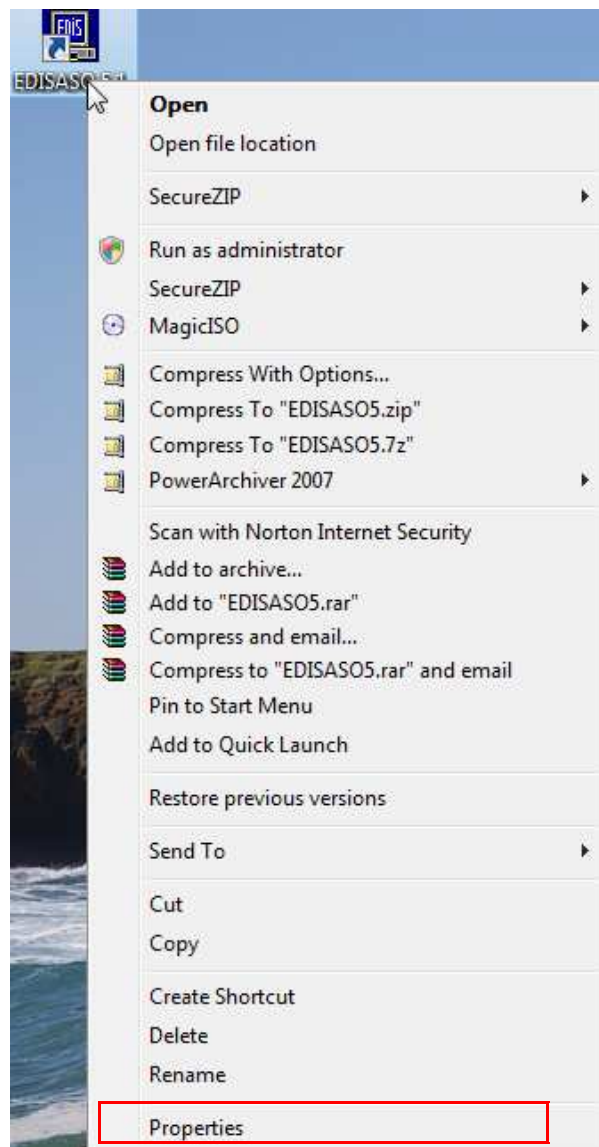 EDIS
Open
Open file location
SecureZIP
Run as administrator
SecureZIP
MagicISO
Compress With Options...
Compress To "EDISASO5.zip"
Compress To "EDISASO5.7z"
PowerArchiver 2007
Scan with Norton Internet Security
Add to archive...
Add to "EDISASO5.rar"
Compress and email...
Compress to "EDISASO5.rar" and email
Pin to Start Menu
Add to Quick Launch
Restore previous versions
Send To
Cut
Copy
Create Shortcut
Delete
Rename
Properties